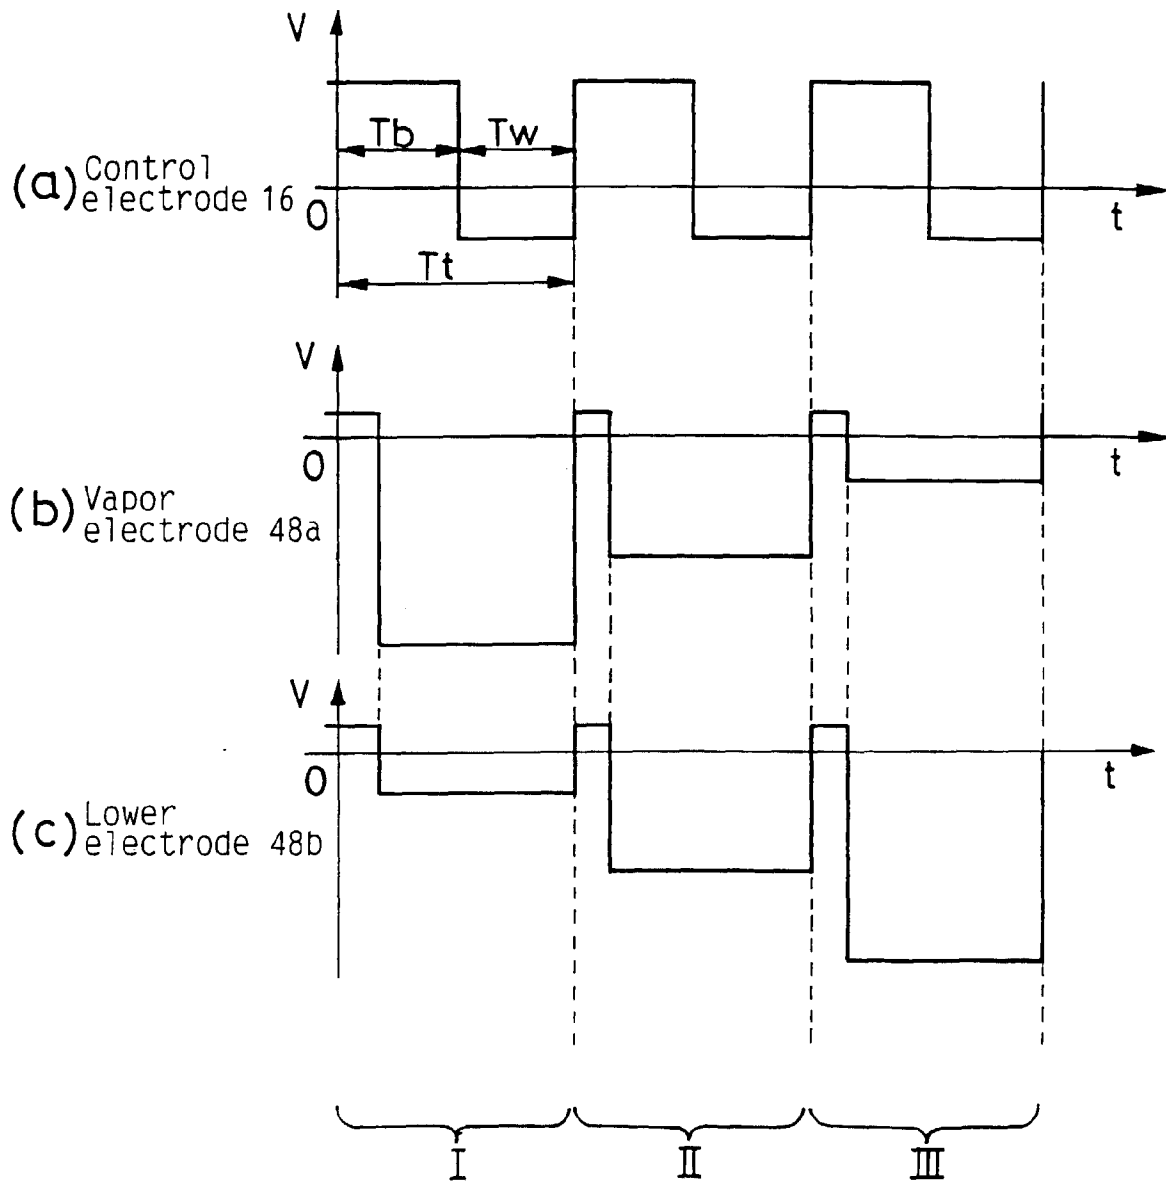 V
Tb
Tw
(a) Control
electrode 16
0
t
Tt
V
0
t
(b) Vapor
electrode 48a
V
0
t
(c) Lower
electrode 48b
I
II
III